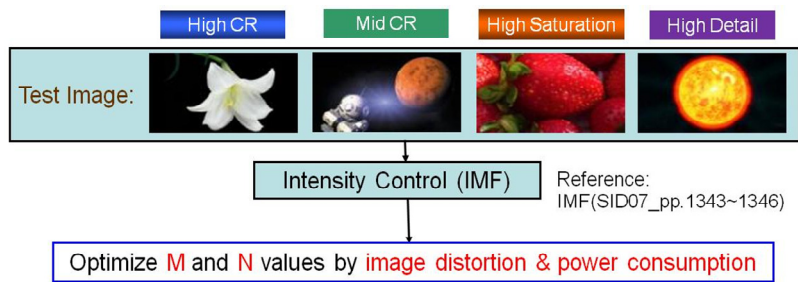 High CR
Mid CR
High Saturation
High Detail
Test Image:
Intensity Control (IMF)
Reference:
IMF(SID07_pp.1343~1346)
Optimize M and N values by image distortion & power consumption